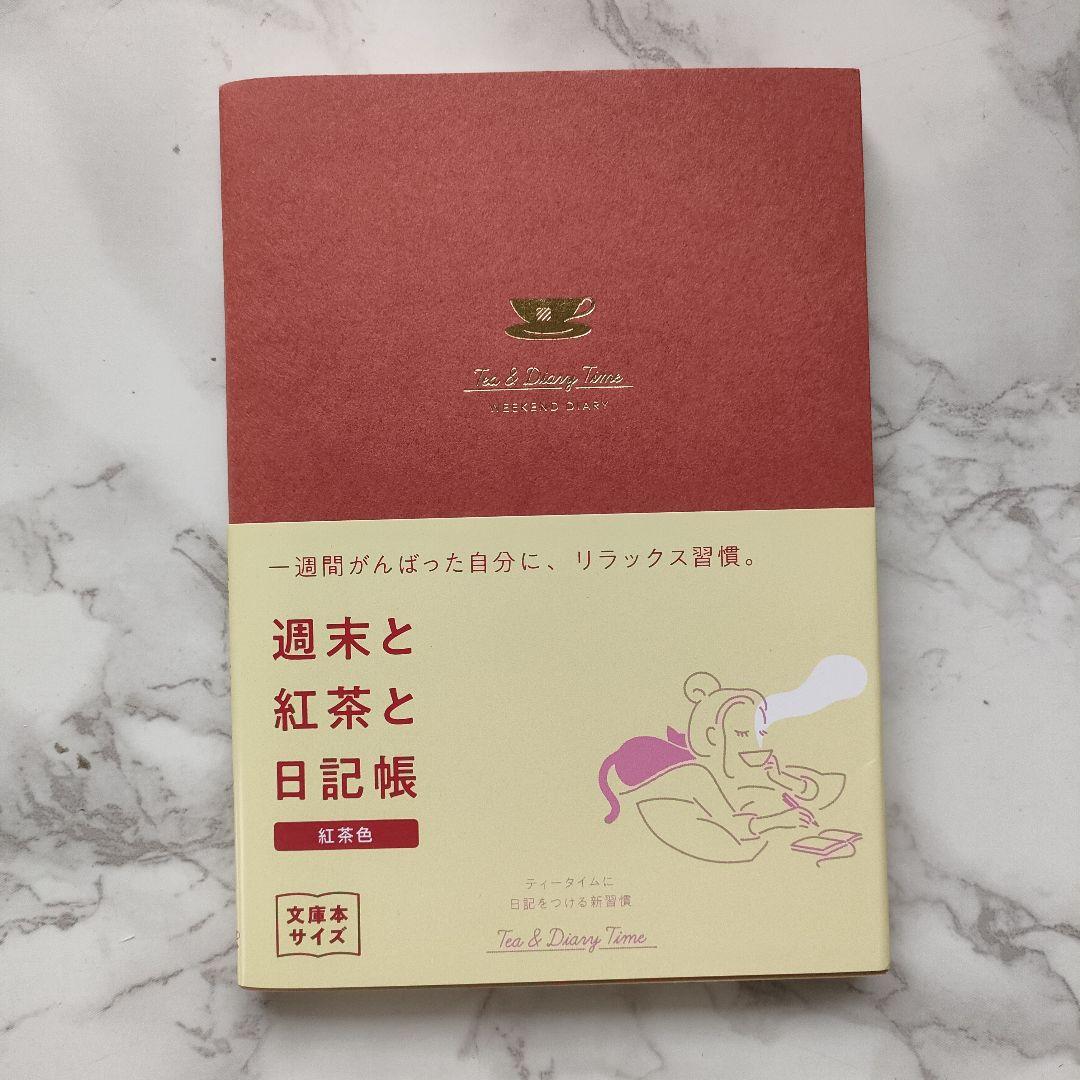 Tea & Diary Time
WEEKEND DIARY
一週間がんばった自分に、リラックス習慣。
週末と
紅茶と
日記帳
紅茶色
ティータイムに
日記をつける新習慣
文庫本
サイズ
Tea & Diary Time